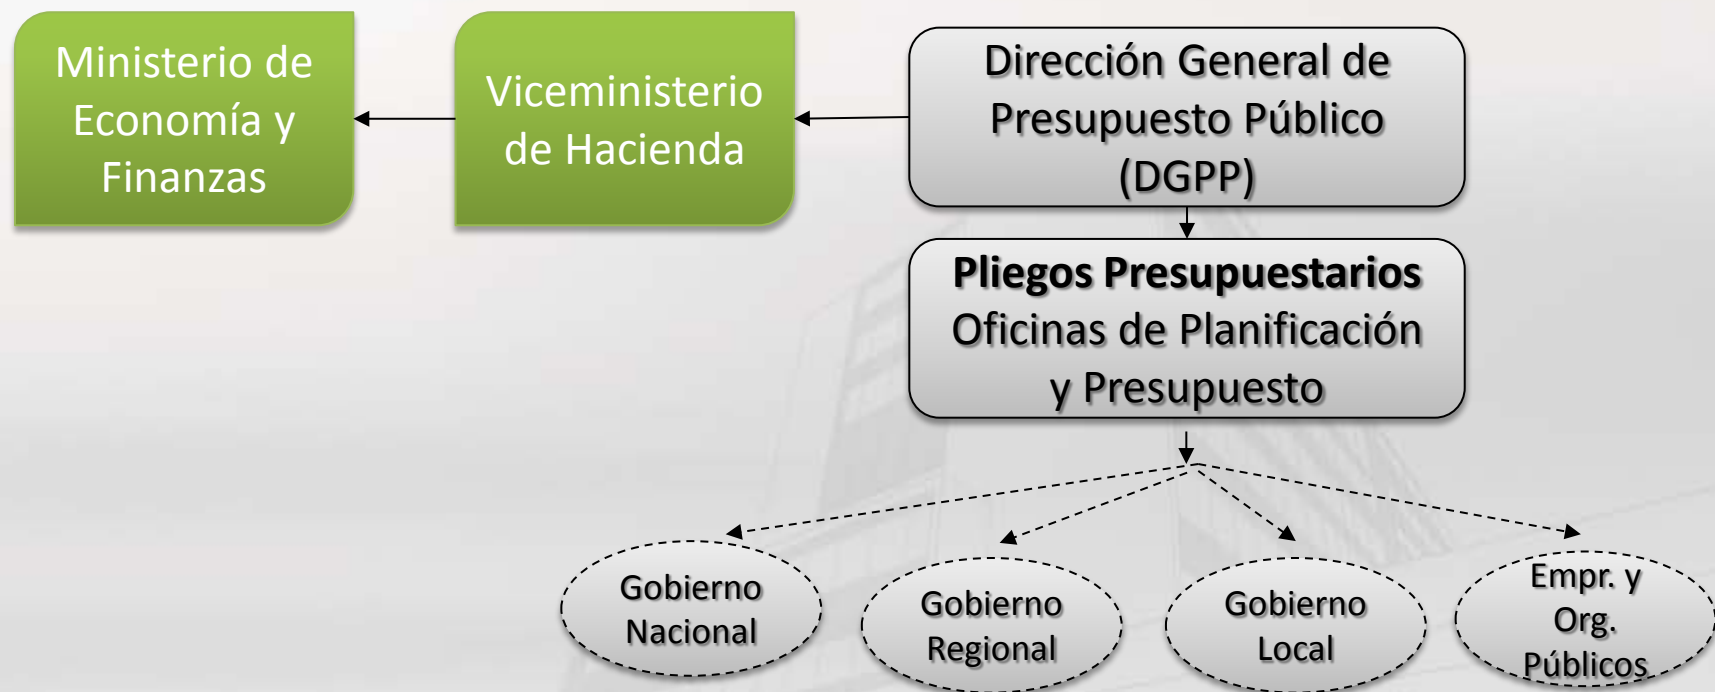 Ministerio de
Economía y
Finanzas
Viceministerio
de Hacienda
Dirección General de
Presupuesto Público
(DGPP)
Pliegos Presupuestarios
Oficinas de Planificación
y Presupuesto
Gobierno
Nacional
Gobierno
Regional
Gobierno
Local
Empr. y
Org.
Públicos